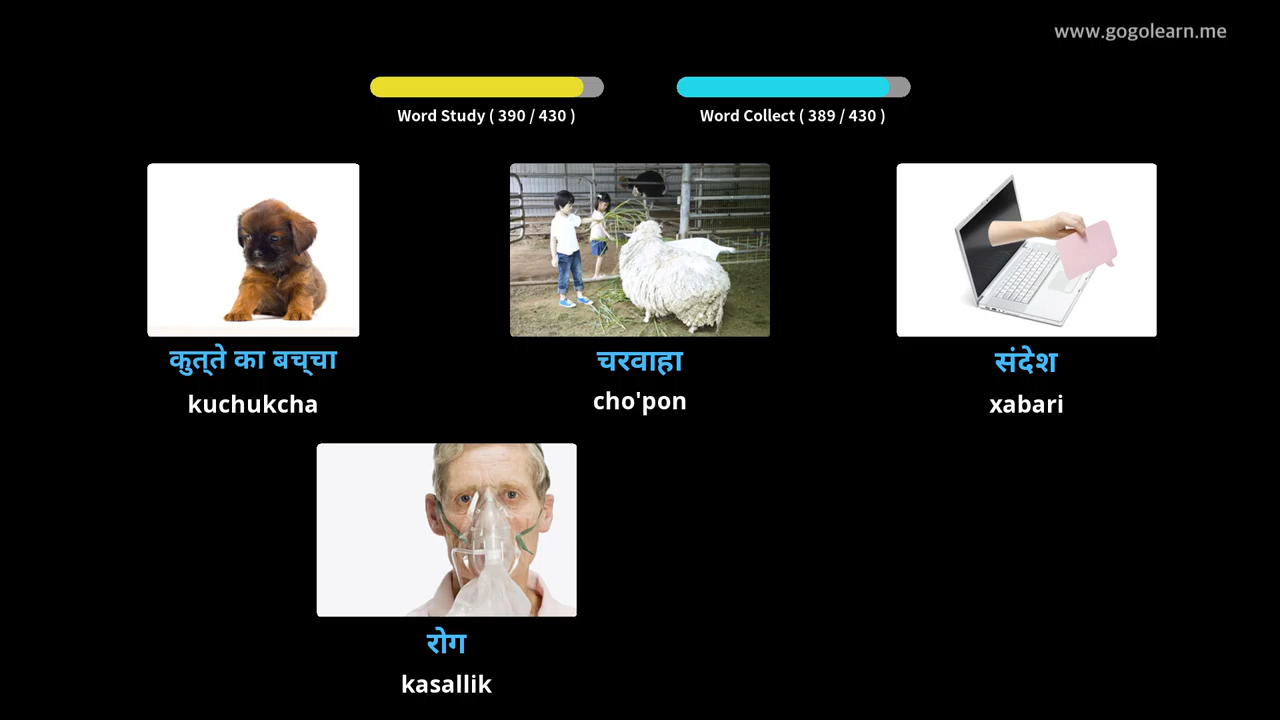 www.gogolearn.me
Word Study ( 390 / 430 )
Word Collect ( 389 / 430 )
कुत्ते का बच्चा
चरवाहा
संदेश
kuchukcha
cho'pon
xabari
रोग
kasallik